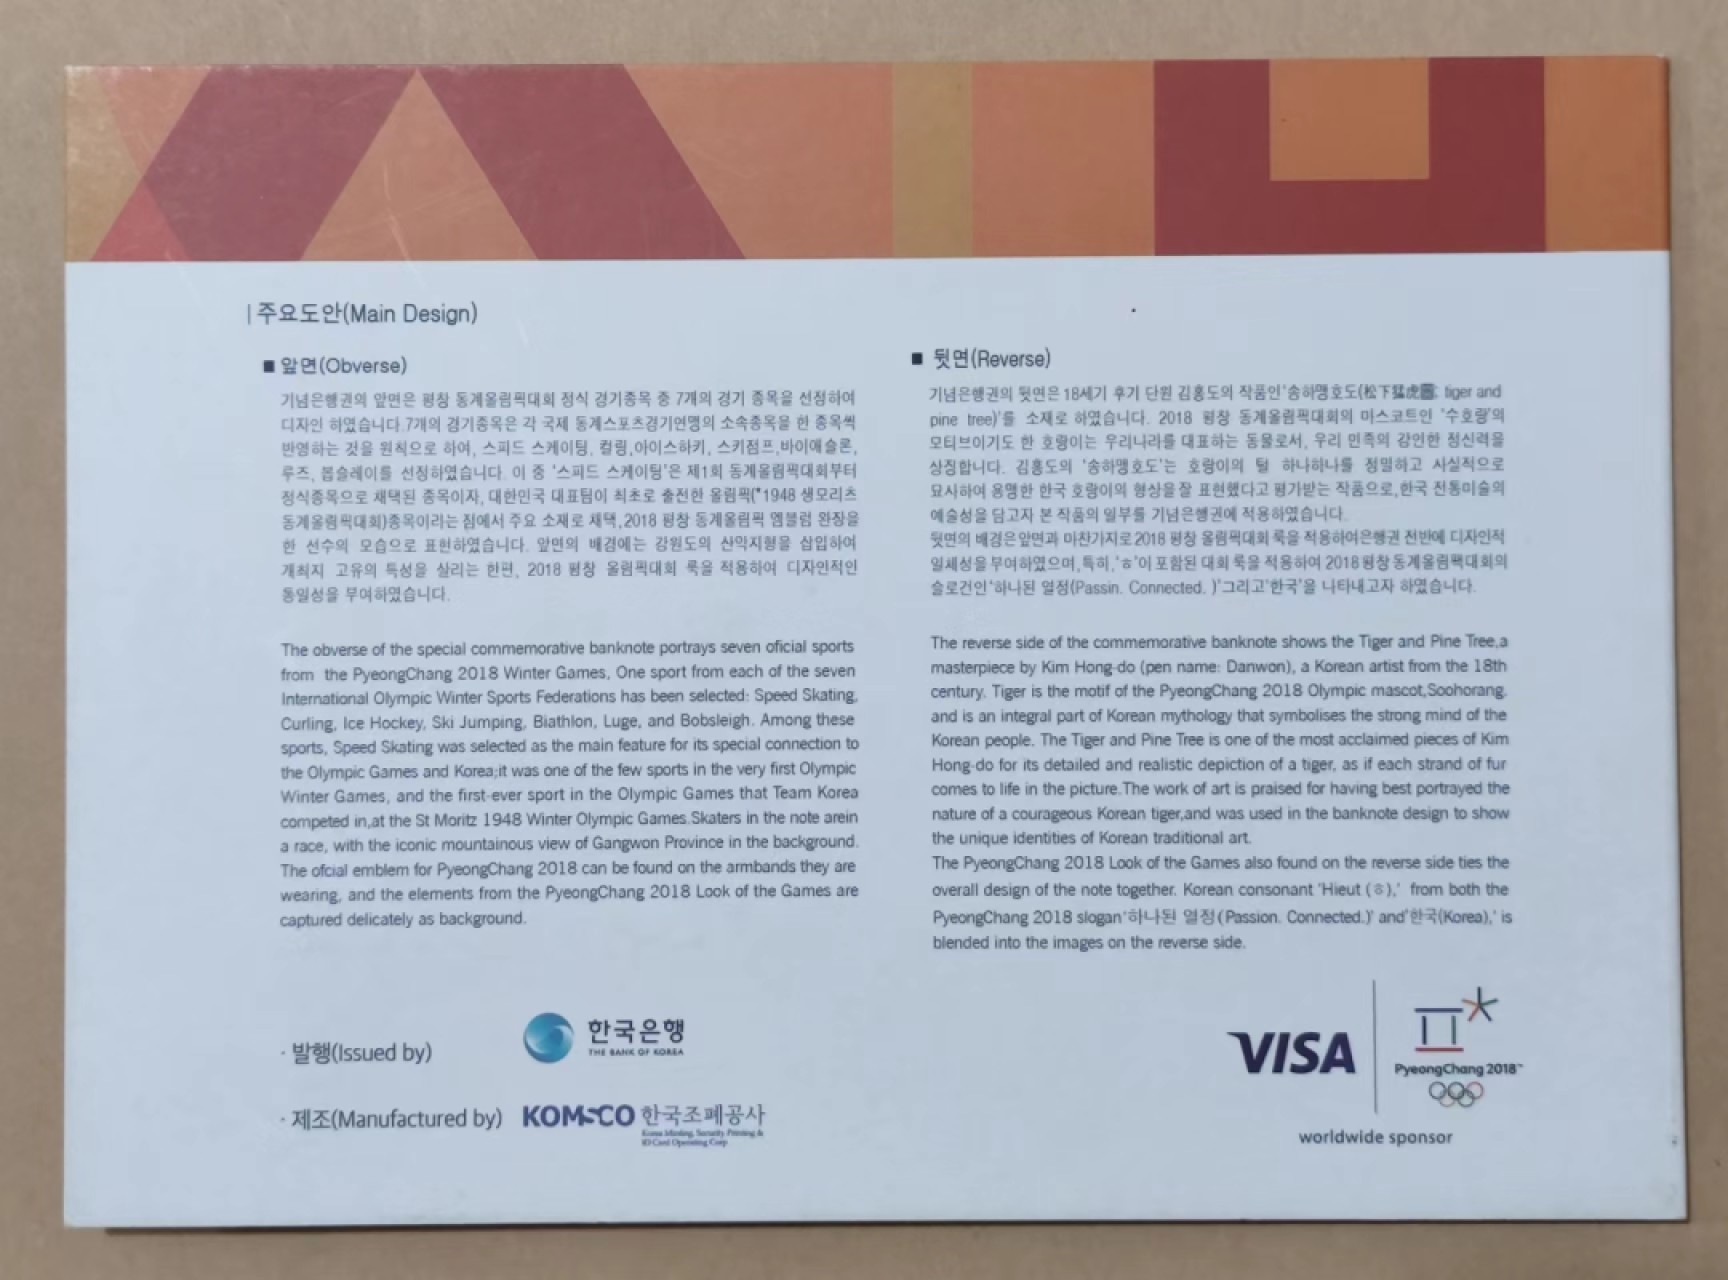 | 주요도안(Main Design)
■ 앞면(Obverse)
기념은행권의 앞면은 평창 동계올림픽대회 정식 경기종목 중 7개의 경기 종목을 선정하여
디자인 하였습니다.7개의 경기종목은 각 국제 동계스포츠경기연맹의 소속종목을 한 종목씩
반영하는 것을 원칙으로 하여, 스피드 스케이팅, 컬링,아이스하키, 스키점프,바이애슬론,
루즈, 봅슬레이를 선정하였습니다. 이 중 '스피드 스케이팅'은 제1회 동계올림픽대회부터
정식종목으로 채택된 종목이자, 대한민국 대표팀이 최초로 출전한 올림픽(*1948 생모리츠
동계올림픽대회)종목이라는 점에서 주요 소재로 채택,2018 평창 동계올림픽 엠블럼 완장을
한 선수의 모습으로 표현하였습니다. 앞면의 배경에는 강원도의 산악지형을 삽입하여
개최지 고유의 특성을 살리는 한편, 2018 평창 올림픽대회 룩을 적용하여 디자인적인
통일성을 부여하였습니다.
The obverse of the special commemorative banknote portrays seven oficial sports
from the PyeongChang 2018 Winter Games, One sport from each of the seven
International Olympic Winter Sports Federations has been selected: Speed Skating,
Curling, Ice Hockey, Ski Jumping, Biathlon, Luge, and Bobsleigh. Among these
sports, Speed Skating was selected as the main feature for its special connection to
the Olympic Games and Korea;it was one of the few sports in the very first Olympic
Winter Games, and the first-ever sport in the Olympic Games that Team Korea
competed in,at the St Moritz 1948 Winter Olympic Games.Skaters in the note arein
a race, with the iconic mountainous view of Gangwon Province in the background.
The ofcial emblem for PyeongChang 2018 can be found on the armbands they are
wearing, and the elements from the PyeongChang 2018 Look of the Games are
captured delicately as background.
■ 뒷면(Reverse)
기념은행권의 뒷면은 18세기 후기 단원 김홍도의 작품인'송하맹호도(松下猛虎圖; tiger and
pine tree)'를 소재로 하였습니다. 2018 평창 동계올림픽대회의 마스코트인 '수호랑'의
모티브이기도 한 호랑이는 우리나라를 대표하는 동물로서, 우리 민족의 강인한 정신력을
상징합니다. 김홍도의 '송하맹호도'는 호랑이의 털 하나하나를 정밀하고 사실적으로
묘사하여 용맹한 한국 호랑이의 형상을 잘 표현했다고 평가받는 작품으로,한국 전통미술의
예술성을 담고자 본 작품의 일부를 기념은행권에 적용하였습니다.
뒷면의 배경은 앞면과 마찬가지로 2018 평창 올림픽대회 룩을 적용하여은행권 전반에 디자인적
일체성을 부여하였으며,특히,'ㅎ'이 포함된 대회 룩을 적용하여 2018 평창 동계올림픽대회의
슬로건인 '하나된 열정(Passin. Connected. )'그리고'한국'을 나타내고자 하였습니다.
The reverse side of the commemorative banknote shows the Tiger and Pine Tree,a
masterpiece by Kim Hong-do (pen name: Danwon), a Korean artist from the 18th
century. Tiger is the motif of the PyeongChang 2018 Olympic mascot,Soohorang.
and is an integral part of Korean mythology that symbolises the strong mind of the
Korean people. The Tiger and Pine Tree is one of the most acclaimed pieces of Kim
Hong-do for its detailed and realistic depiction of a tiger, as if each strand of fur
comes to life in the picture.The work of art is praised for having best portrayed the
nature of a courageous Korean tiger,and was used in the banknote design to show
the unique identities of Korean traditional art.
The PyeongChang 2018 Look of the Games also found on the reverse side ties the
overall design of the note together. Korean consonant 'Hieut (ㅎ),' from both the
PyeongChang 2018 slogan'하나된 열정(Passion. Connected.)' and'한국(Korea),' is
blended into the images on the reverse side.
· 발행(Issued by)
한국은행
THE BANK OF KOREA
· 제조(Manufactured by)
KOMSCO 한국조폐공사
Korea Minting, Security Printing &
ID Card Operating Corp
VISA
PyeongChang 2018™
worldwide sponsor